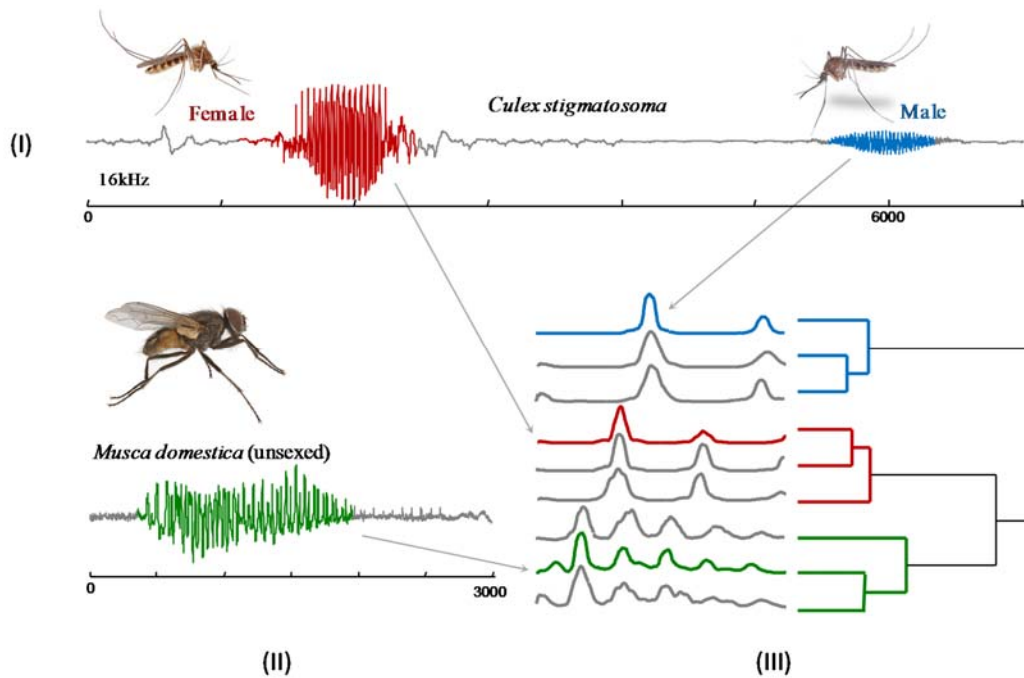 Female
Culex stigmatosoma
Male
(I)
16kHz
0
6000
Musca domestica (unsexed)
0
3000
(II)
(III)